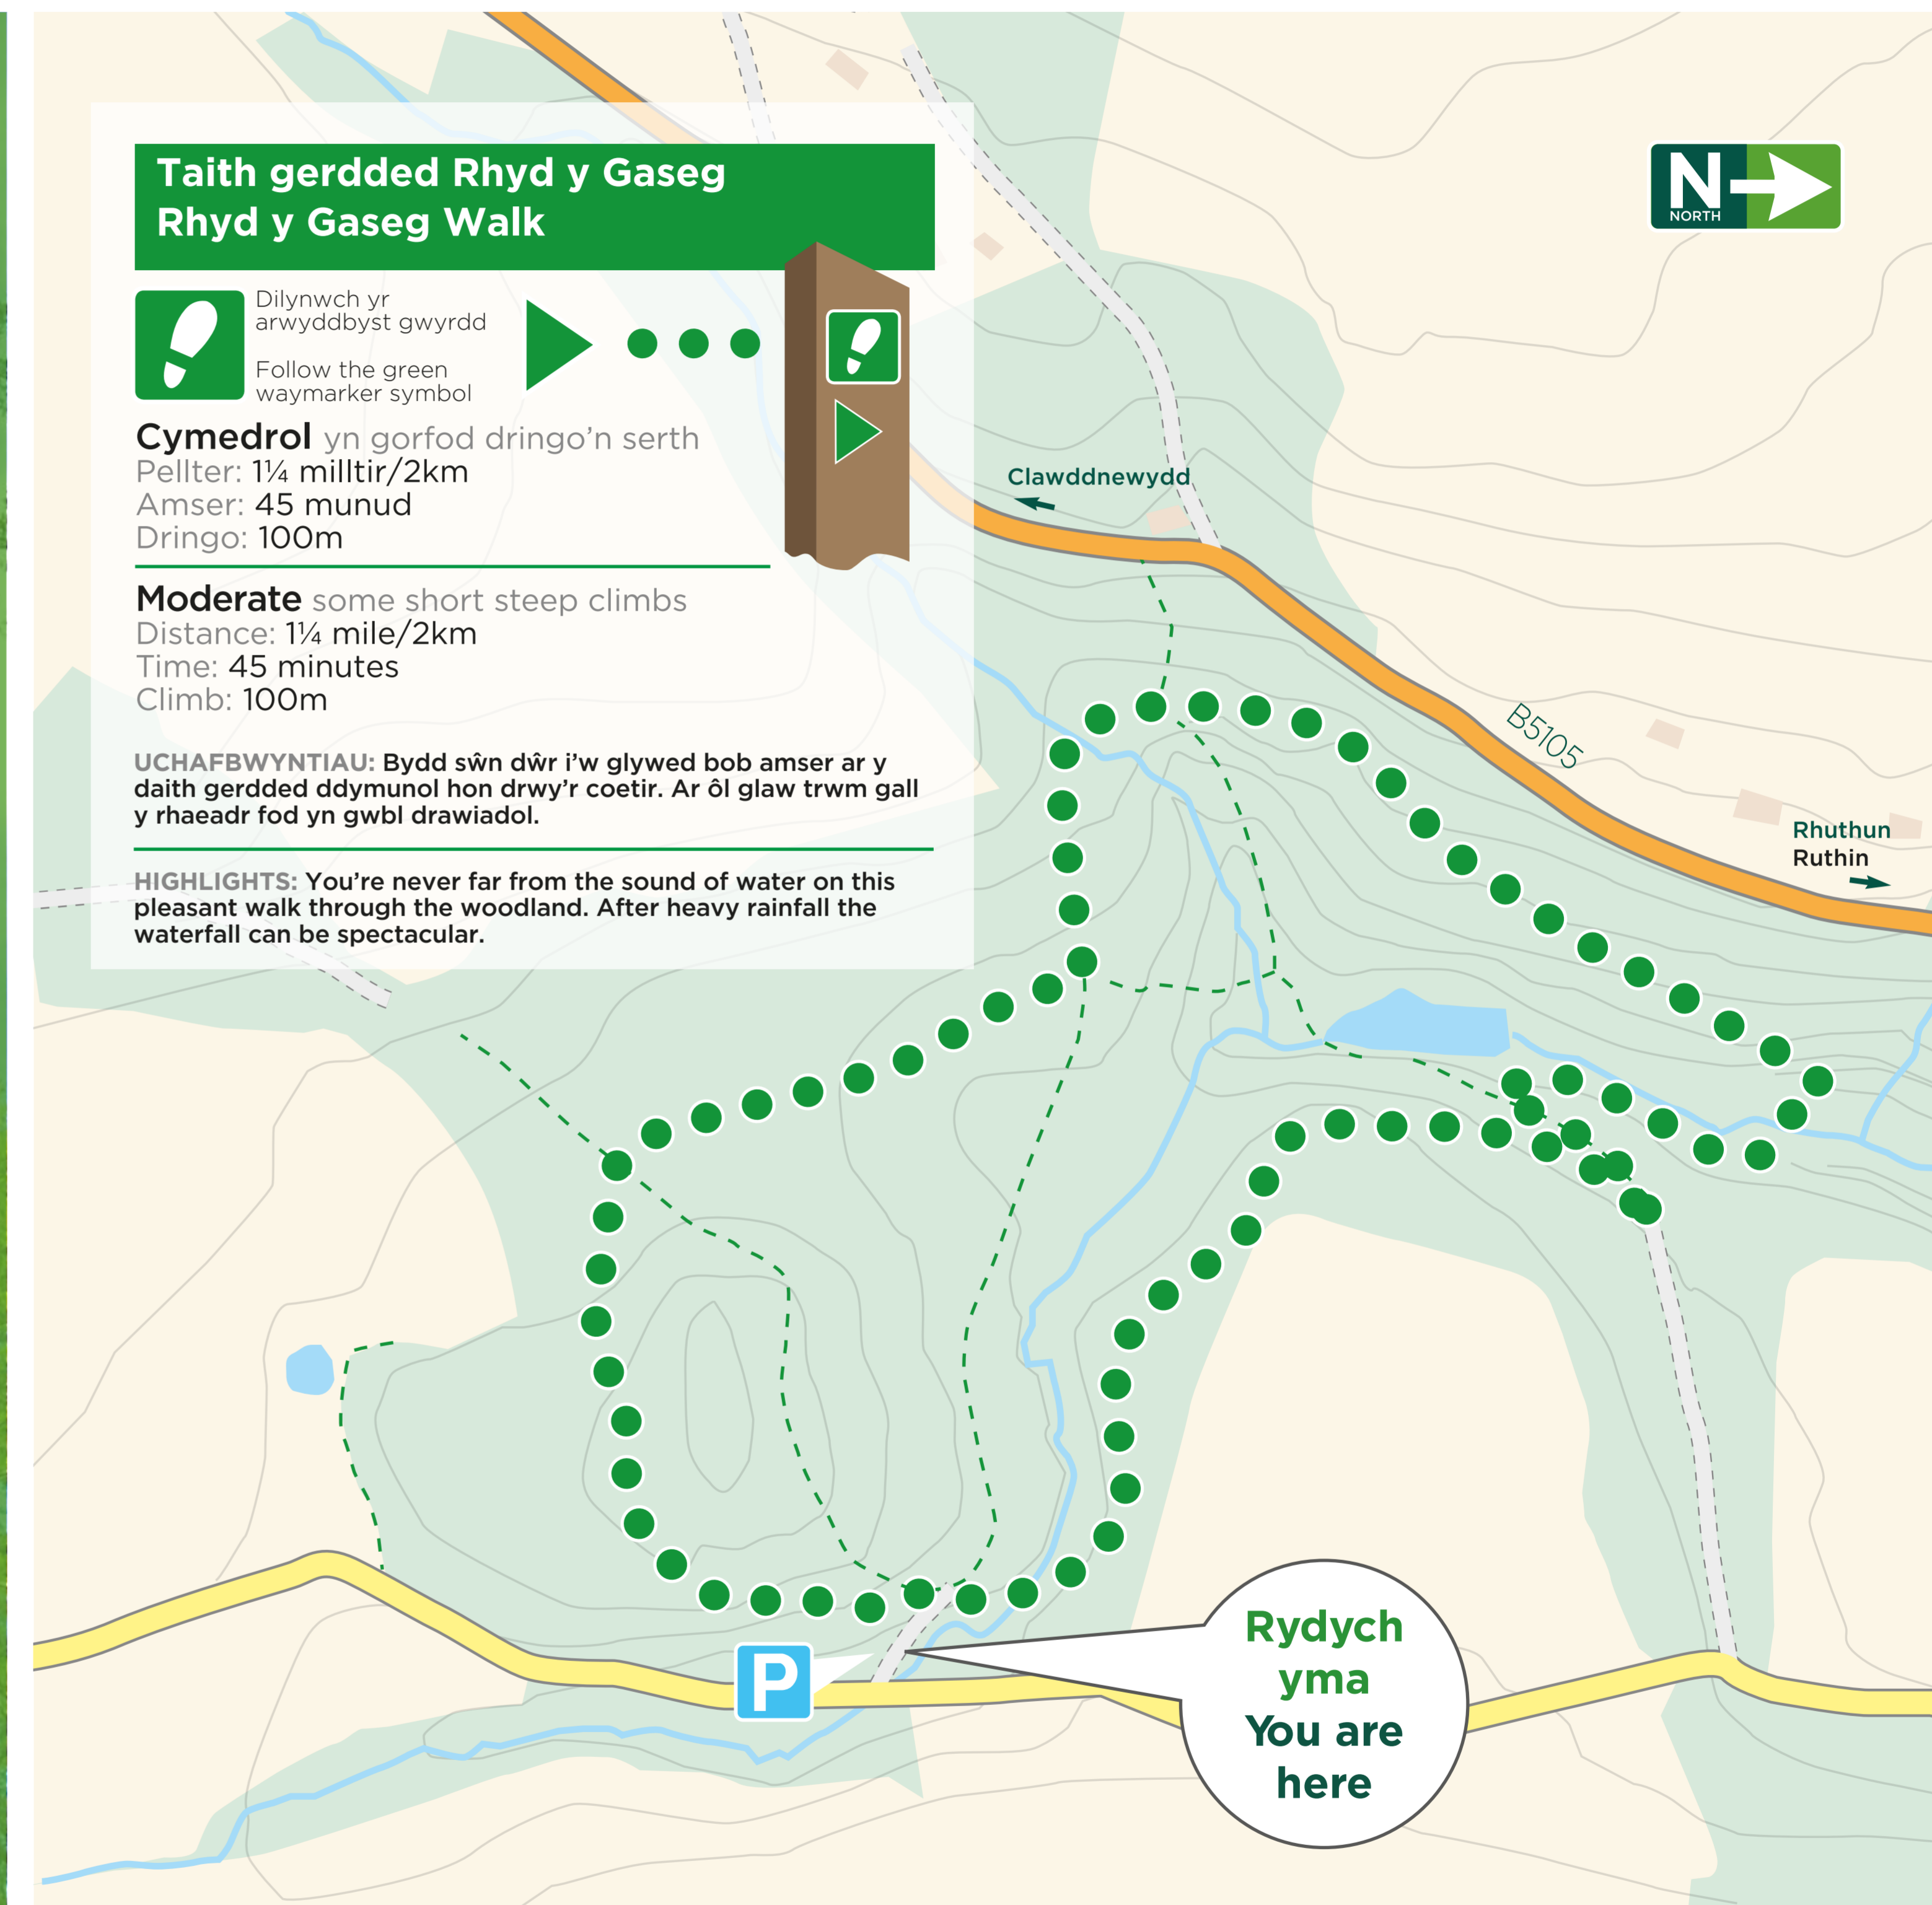 Taith gerdded Rhyd y Gaseg
Rhyd y Gaseg Walk
Dilynwch yr
arwyddbyst gwyrdd
Follow the green
waymarker symbol
Cymedrol yn gorfod dringo’n serth
Pellter: 1¼ milltir/2km
Amser: 45 munud
Dringo: 100m
Moderate some short steep climbs
Distance: 1¼ mile/2km
Time: 45 minutes
Climb: 100m
UCHAFBWYNTIAU: Bydd sŵn dŵr i’w glywed bob amser ar y
daith gerdded ddymunol hon drwy’r coetir. Ar ôl glaw trwm gall
y rhaeadr fod yn gwbl drawiadol.
HIGHLIGHTS: You’re never far from the sound of water on this
pleasant walk through the woodland. After heavy rainfall the
waterfall can be spectacular.
N
NORTH
Clawddnewydd
B5105
Rhuthun
Ruthin
P
Rydych
yma
You are
here